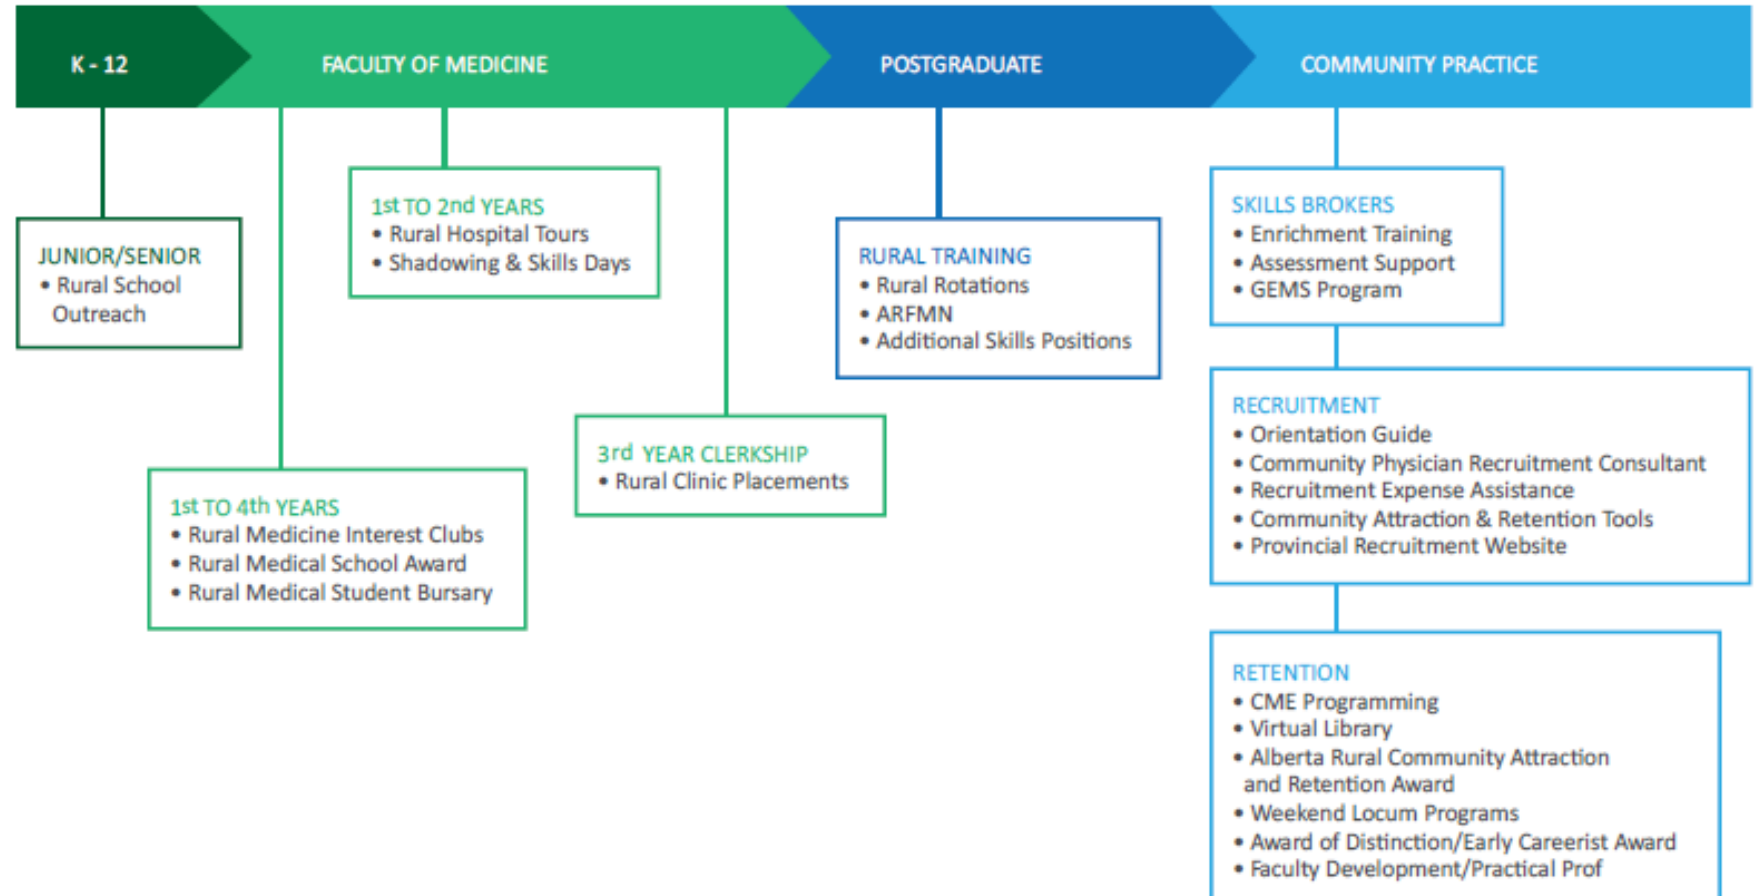 K - 12
FACULTY OF MEDICINE
POSTGRADUATE
COMMUNITY PRACTICE
JUNIOR/SENIOR
• Rural School
Outreach
1st TO 4th YEARS
• Rural Medicine Interest Clubs
• Rural Medical School Award
• Rural Medical Student Bursary
1st TO 2nd YEARS
• Rural Hospital Tours
• Shadowing & Skills Days
3rd YEAR CLERKSHIP
• Rural Clinic Placements
RURAL TRAINING
• Rural Rotations
• ARFMN
• Additional Skills Positions
SKILLS BROKERS
• Enrichment Training
• Assessment Support
• GEMS Program
RECRUITMENT
• Orientation Guide
• Community Physician Recruitment Consultant
• Recruitment Expense Assistance
• Community Attraction & Retention Tools
• Provincial Recruitment Website
RETENTION
• CME Programming
• Virtual Library
• Alberta Rural Community Attraction
and Retention Award
• Weekend Locum Programs
• Award of Distinction/Early Careerist Award
• Faculty Development/Practical Prof